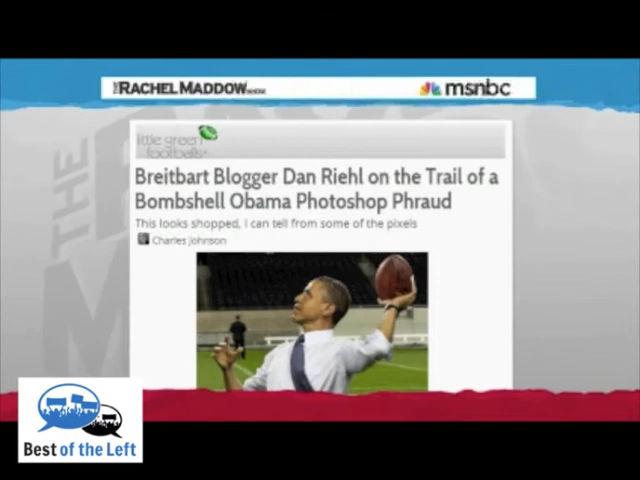 THE RACHEL MADDOW SHOW
msnbc
little green
footballs
Breitbart Blogger Dan Riehl on the Trail of a
Bombshell Obama Photoshop Phraud
This looks shopped, I can tell from some of the pixels
Charles Johnson
THE
Best of the Left